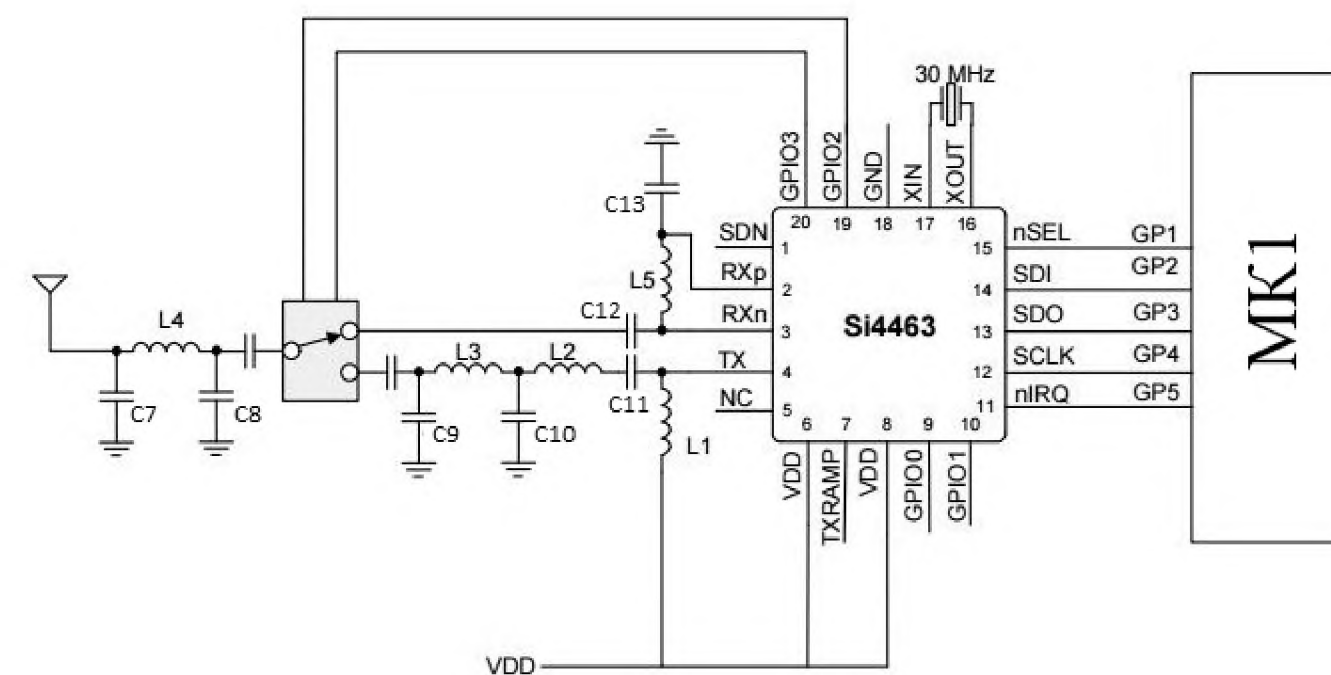 30 MHz
GPIO3
GPIO2
GND
XIN
XOUT
20
19
18
17
16
C13
SDN
1
nSEL
GP1
15
RXp
2
L5
SDI
GP2
14
C12
RXn
3
Si4463
SDO
GP3
13
L4
L3
L2
TX
4
SCLK
GP4
12
C7
C8
C9
C10
C11
NC
5
nIRQ
GP5
11
L1
6
7
8
9
10
VDD
TXRAMP
VDD
GPIO0
GPIO1
МК1
VDD